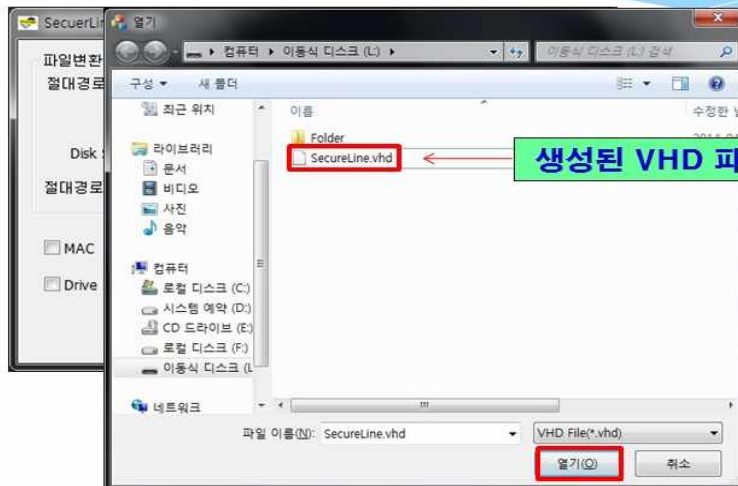 SecuerLin
열기
컴퓨터 ▸ 이동식 디스크 (L:) ▸
이동식 디스크 (L:) 검색
파일변환
절대경로
Disk
절대경로
MAC
Drive
구성 새 폴더
최근 위치
라이브러리
문서
비디오
사진
음악
컴퓨터
로컬 디스크 (C:)
시스템 예약 (D:)
CD 드라이브 (E:)
로컬 디스크 (F:)
이동식 디스크 (L
네트워크
이름
수정한 날
Folder
SecureLine.vhd
생성된 VHD 파
파일 이름(N): SecureLine.vhd
VHD File(*.vhd)
열기(O)
취소